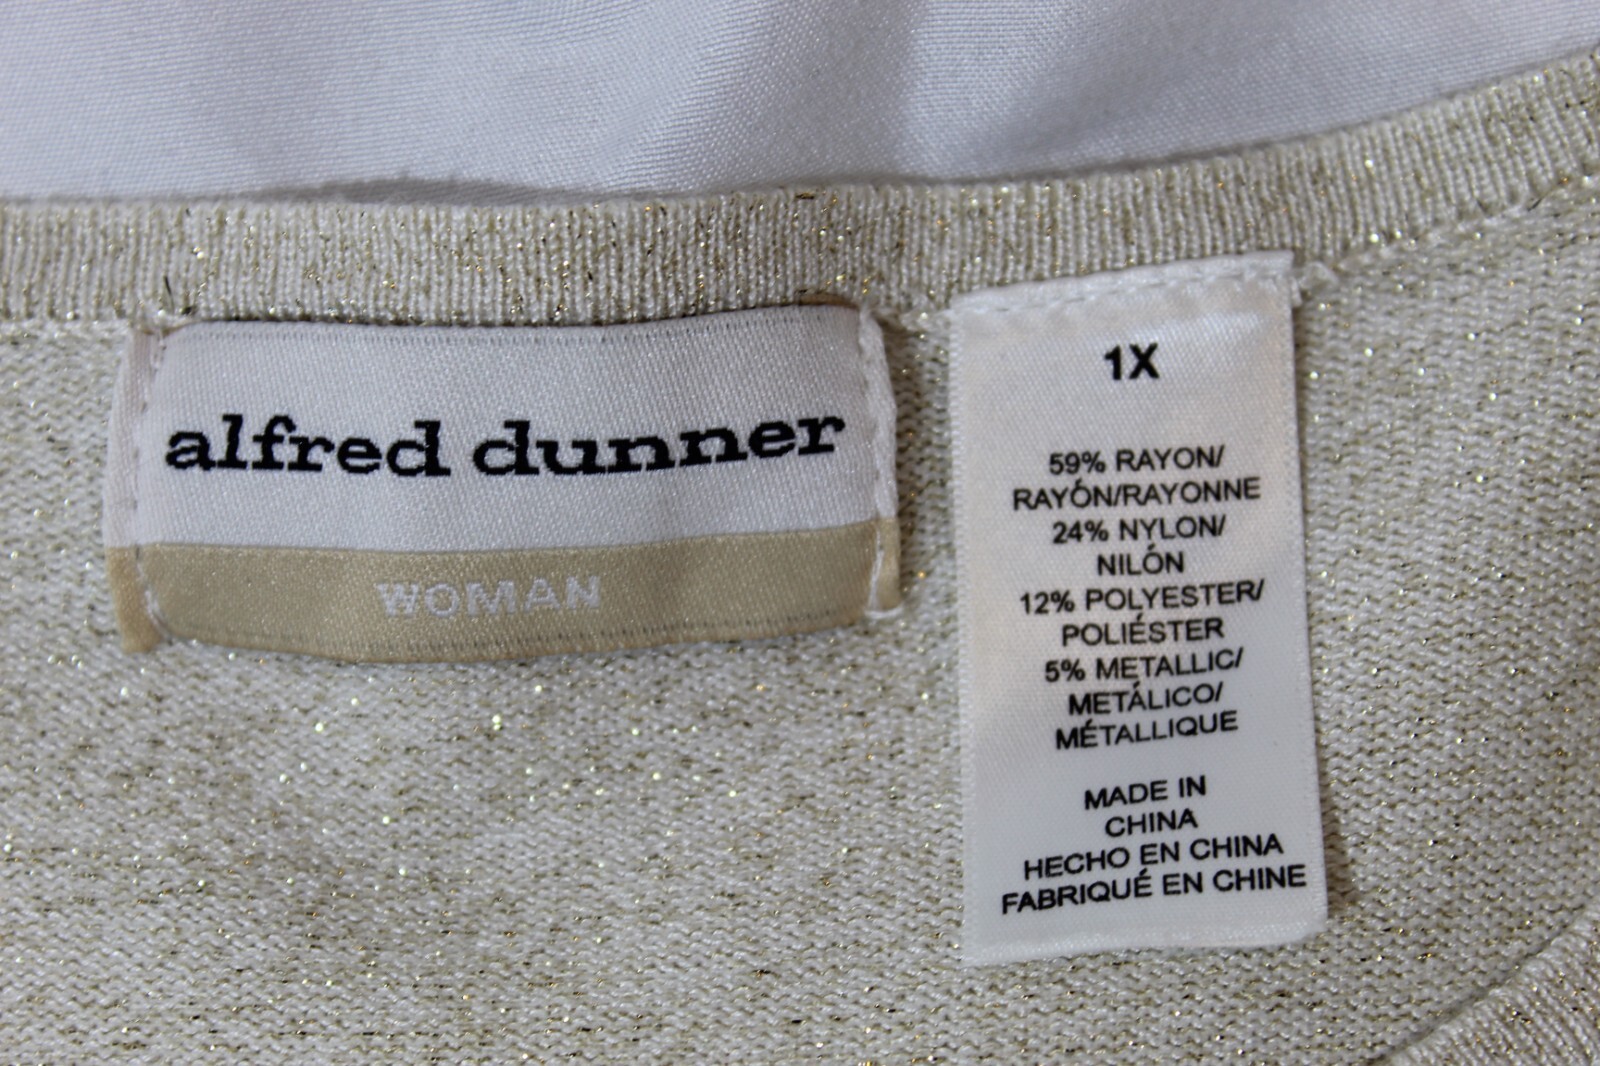 alfred dunner
WOMAN
1X
59% RAYON/
RAYÓN/RAYONNE
24% NYLON/
NILÓN
12% POLYESTER/
POLIÉSTER
5% METALLIC/
METÁLICO/
MÉTALLIQUE
MADE IN
CHINA
HECHO EN CHINA
FABRIQUÉ EN CHINE